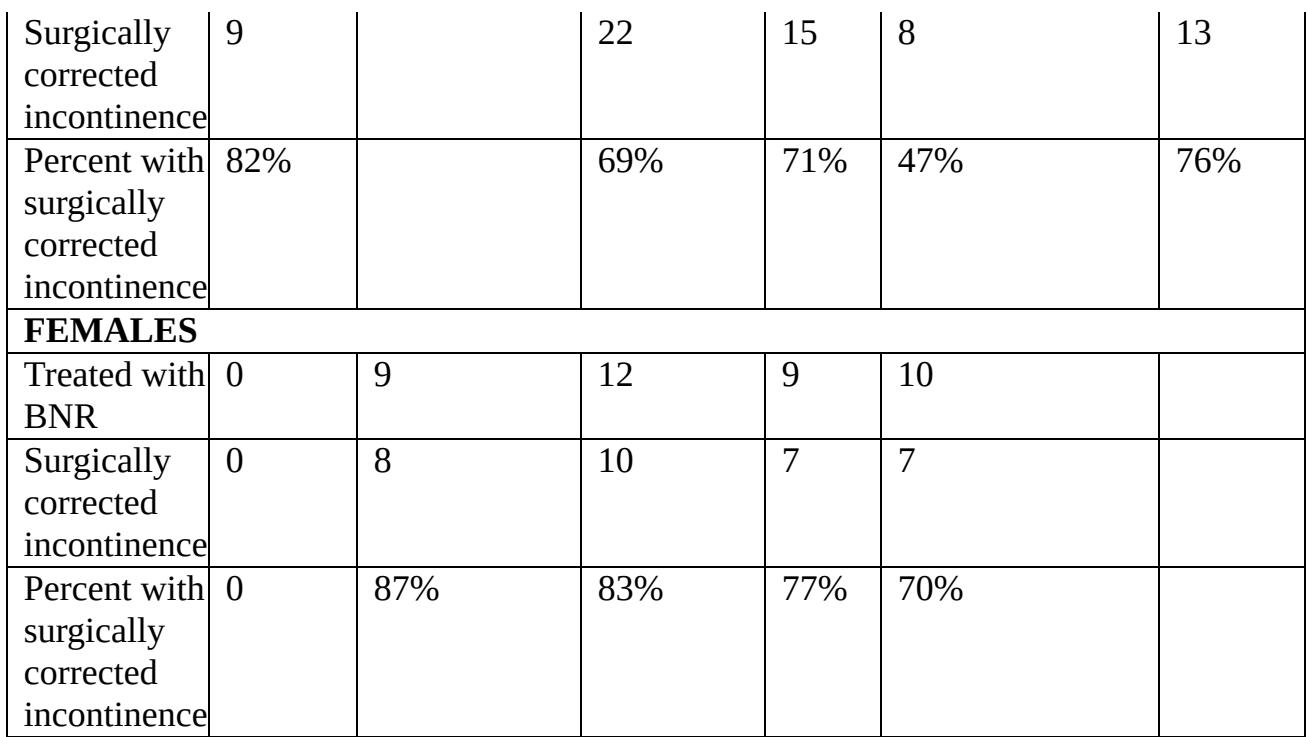 Surgically 9 22 15 8 13
corrected
incontinence
Percent with 82% 69% 71% 47% 76%
surgically
corrected
incontinence
FEMALES
Treated with 0 9 12 9 10
BNR
Surgically 0 8 10 7 7
corrected
incontinence
Percent with 0 87% 83% 77% 70%
surgically
corrected
incontinence